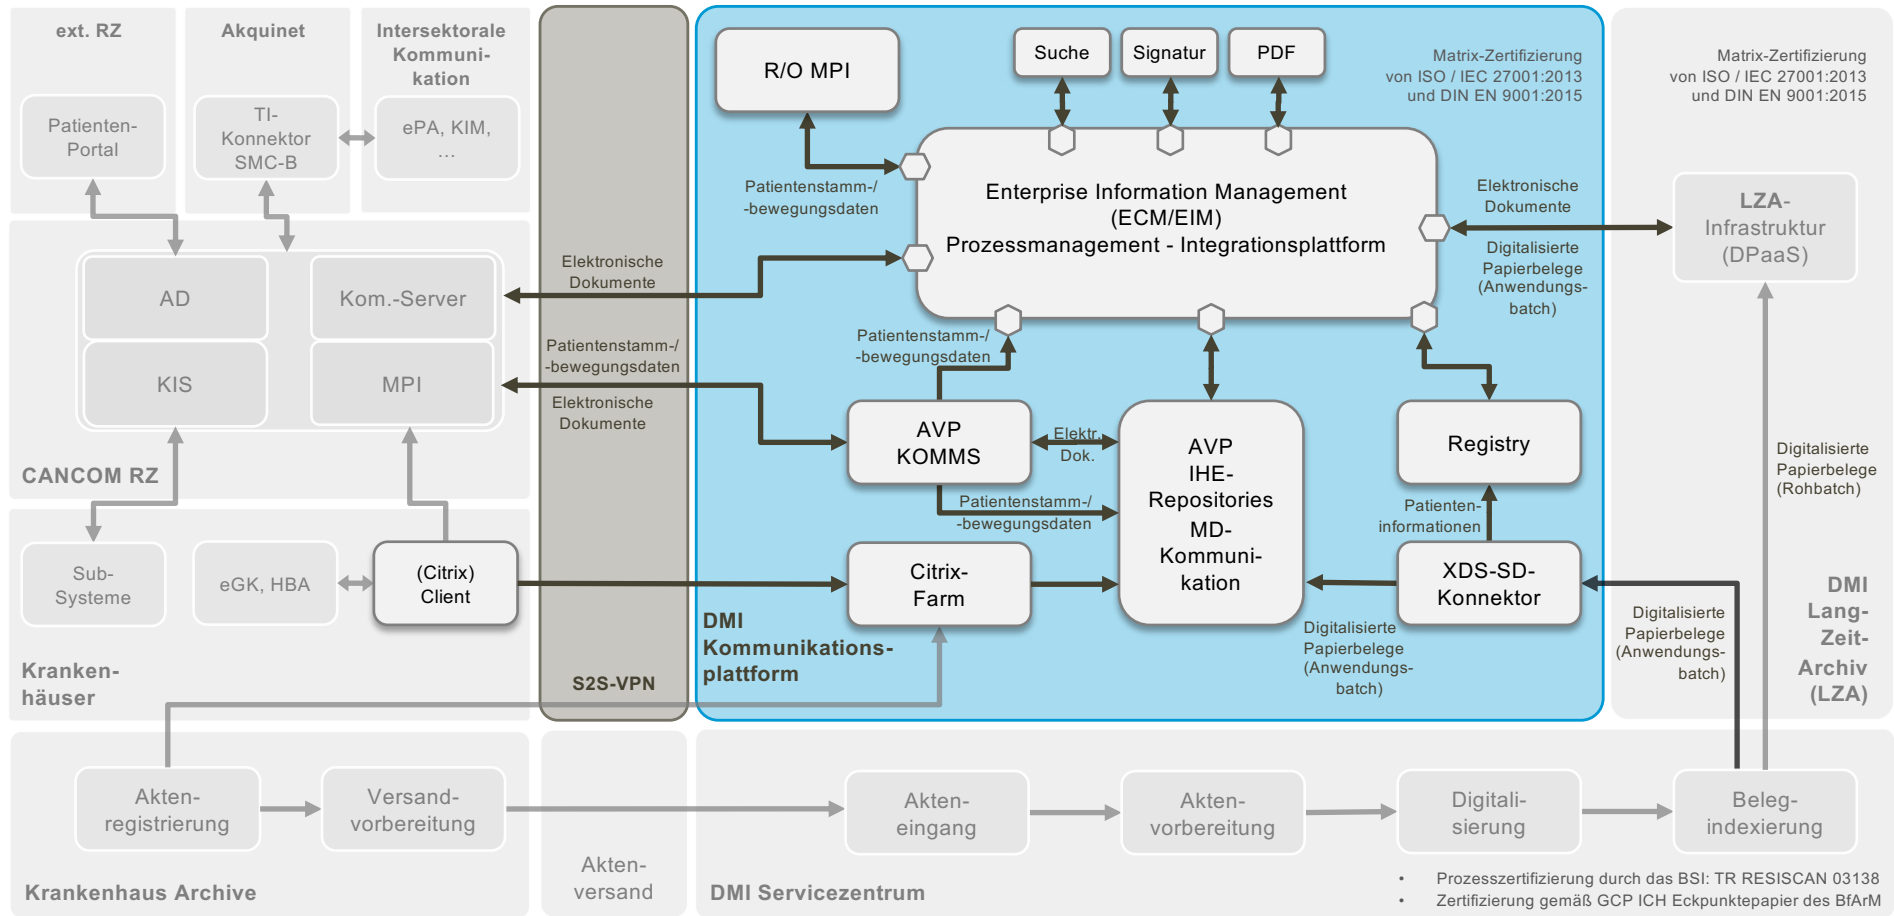 ext. RZ
Akquinet
Intersektorale
Kommuni-
kation
Patienten-
Portal
TI-
Konnektor
SMC-B
ePA, KIM,
...
AD
Kom.-Server
KIS
MPI
CANCOM RZ
Sub-
Systeme
eGK, HBA
(Citrix)
Client
Kranken-
häuser
Elektronische
Dokumente
Patientenstamm-/
-bewegungsdaten
Elektronische
Dokumente
S2S-VPN
R/O MPI
Suche
Signatur
PDF
Matrix-Zertifizierung
von ISO / IEC 27001:2013
und DIN EN 9001:2015
Patientenstamm-/
-bewegungsdaten
Enterprise Information Management
(ECM/EIM)
Prozessmanagement - Integrationsplattform
Elektronische
Dokumente
Digitalisierte
Papierbelege
(Anwendungs-
batch)
Patientenstamm-/
-bewegungsdaten
AVP
KOMMS
Elektr.
Dok.
AVP
IHE-
Repositories
MD-
Kommuni-
kation
Registry
Patientenstamm-/
-bewegungsdaten
Patienten-
informationen
Citrix-
Farm
XDS-SD-
Konnektor
DMI
Kommunikations-
plattform
Digitalisierte
Papierbelege
(Anwendungs-
batch)
Matrix-Zertifizierung
von ISO / IEC 27001:2013
und DIN EN 9001:2015
LZA-
Infrastruktur
(DPaaS)
Digitalisierte
Papierbelege
(Rohbatch)
Digitalisierte
Papierbelege
(Anwendungs-
batch)
DMI
Lang-
Zeit-
Archiv
(LZA)
Akten-
registrierung
Versand-
vorbereitung
Krankenhaus Archive
Akten-
versand
Akten-
eingang
Akten-
vorbereitung
Digitali-
sierung
Beleg-
indexierung
DMI Servicezentrum
• Prozesszertifizierung durch das BSI: TR RESISCAN 03138
• Zertifizierung gemäß GCP ICH Eckpunktepapier des BfArM